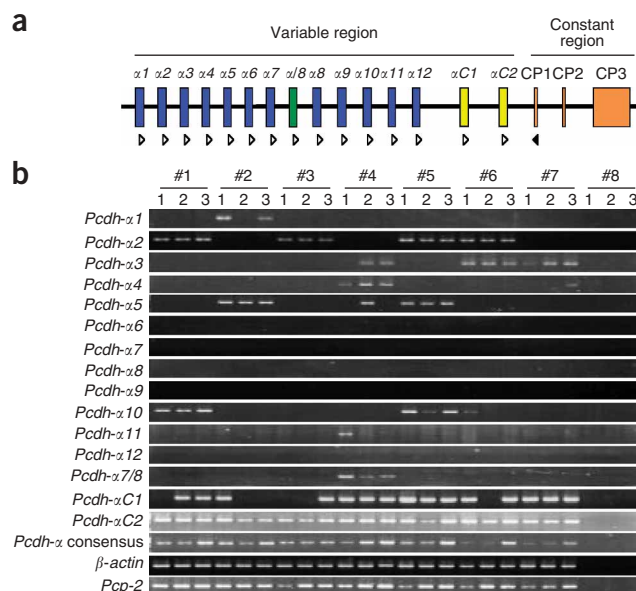 a
Variable region
Constant region
α1 α2 α3 α4 α5 α6 α7 α/8 α8 α9 α10 α11 α12 αC1 αC2 CP1 CP2 CP3
b
#1 #2 #3 #4 #5 #6 #7 #8
1 2 3 1 2 3 1 2 3 1 2 3 1 2 3 1 2 3 1 2 3 1 2 3
Pcdh-α1
Pcdh-α2
Pcdh-α3
Pcdh-α4
Pcdh-α5
Pcdh-α6
Pcdh-α7
Pcdh-α8
Pcdh-α9
Pcdh-α10
Pcdh-α11
Pcdh-α12
Pcdh-α7/8
Pcdh-αC1
Pcdh-αC2
Pcdh-α consensus
β-actin
Pcp-2